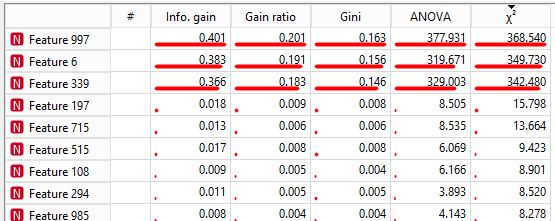 # Info. gain Gain ratio Gini ANOVA χ²
N Feature 997 0.401 0.201 0.163 377.931 368.540
N Feature 6 0.383 0.191 0.156 319.671 349.730
N Feature 339 0.366 0.183 0.146 329.003 342.480
N Feature 197 0.018 0.009 0.008 8.505 15.798
N Feature 715 0.013 0.006 0.006 8.535 13.664
N Feature 515 0.017 0.008 0.008 6.069 9.423
N Feature 108 0.009 0.005 0.004 6.166 8.901
N Feature 294 0.011 0.005 0.005 3.893 8.520
N Feature 985 0.008 0.004 0.004 4.143 8.278